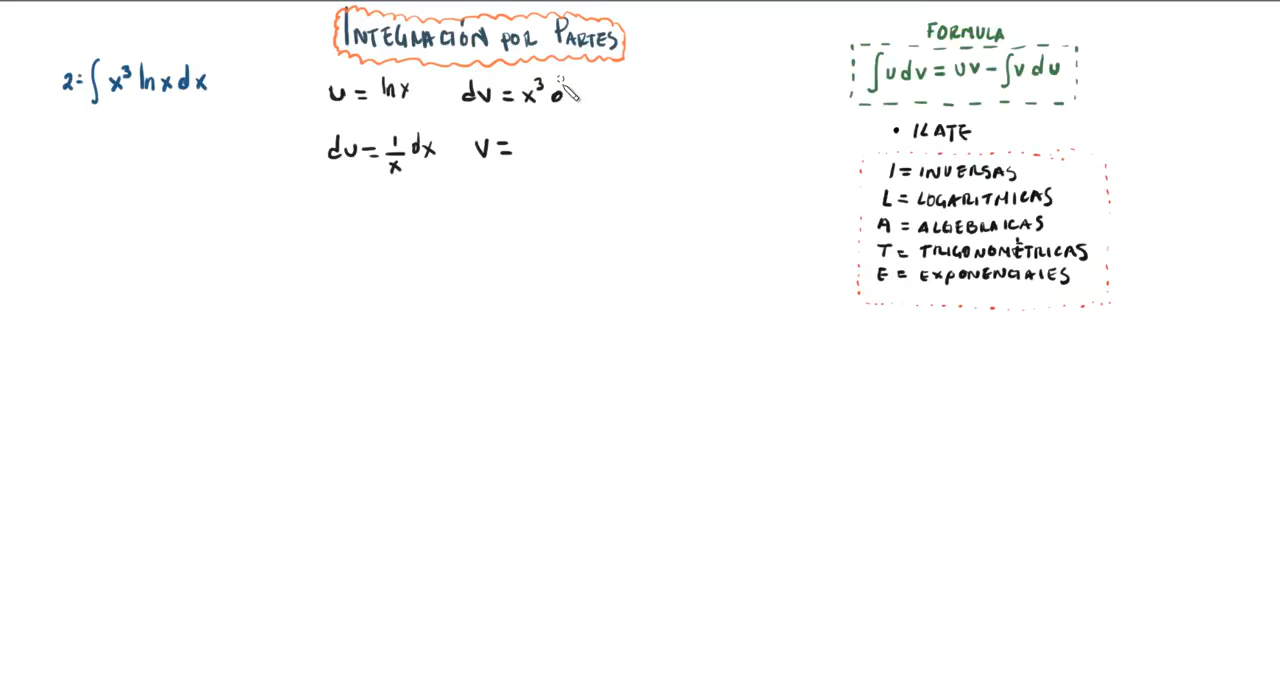 INTEGRACIÓN POR PARTES
2= ∫ x³ ln x dx
u = ln x dv = x³
du = 1/x dx v =
FORMULA
∫ u dv = uv - ∫ v du
• ILATE
I = INVERSAS
L = LOGARITMICAS
A = ALGEBRAICAS
T = TRIGONOMÉTRICAS
E = EXPONENCIALES